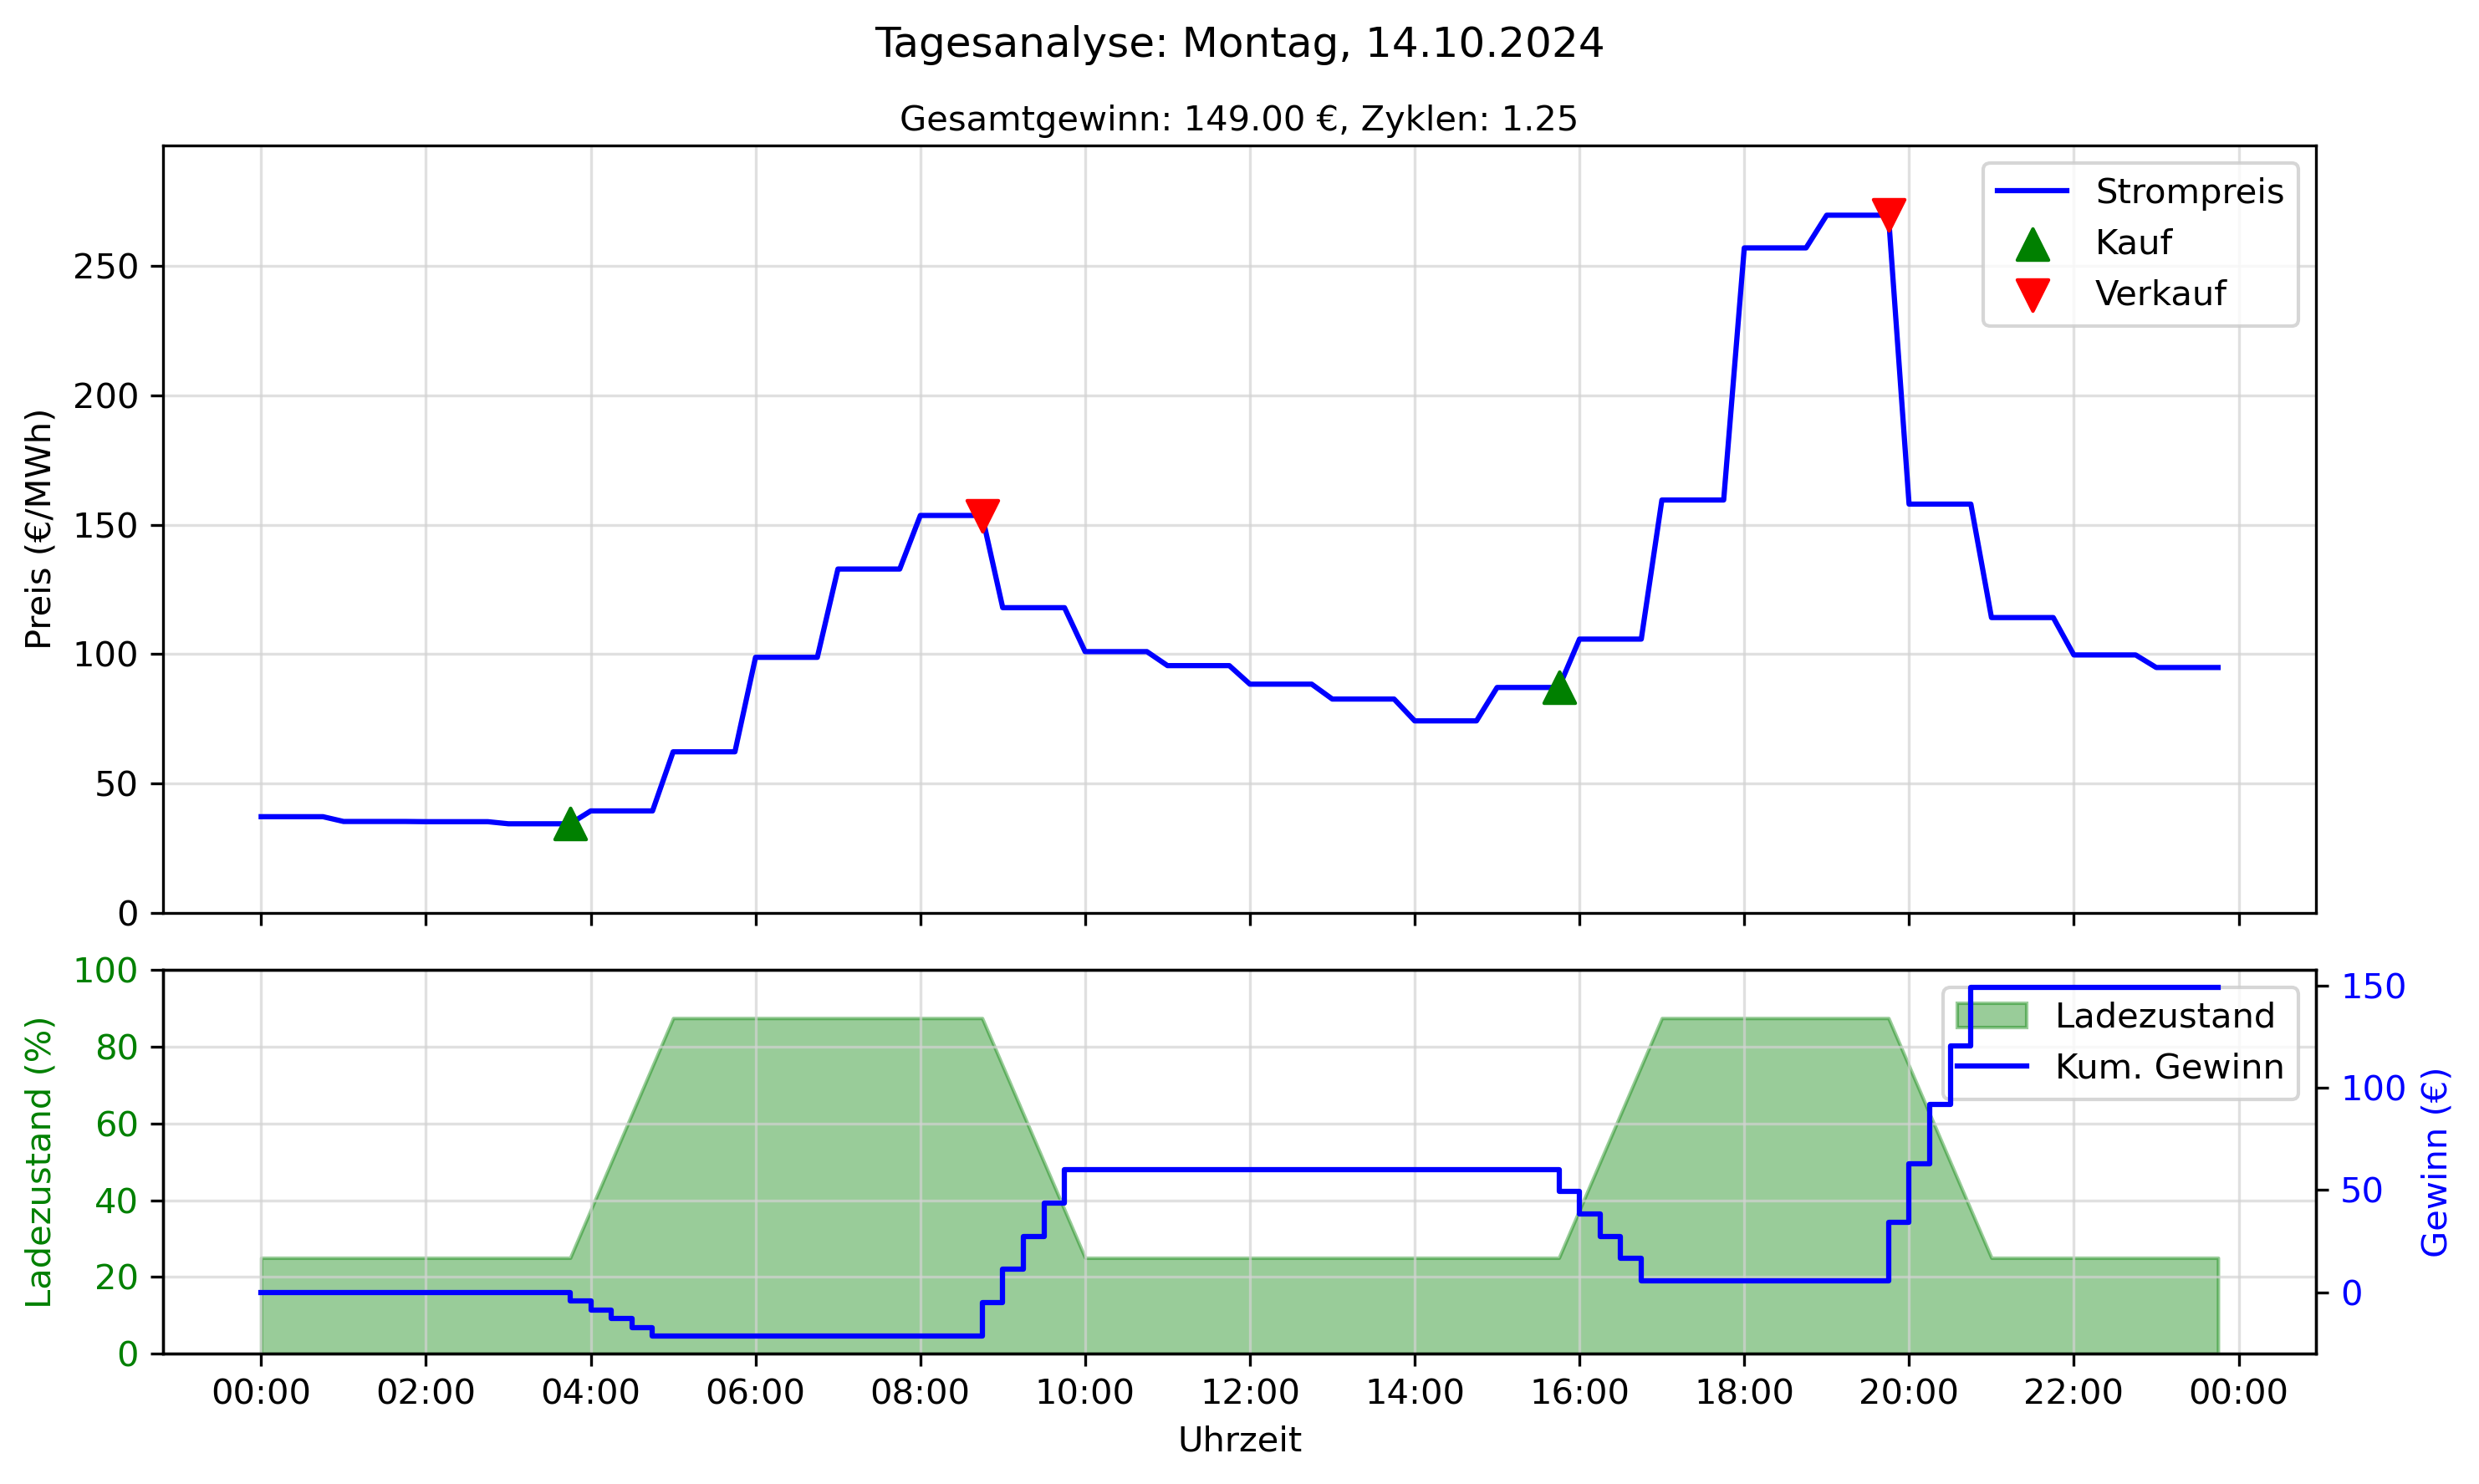 Tagesanalyse: Montag, 14.10.2024
Gesamtgewinn: 149.00 €, Zyklen: 1.25
Preis (€/MWh)
250
200
150
100
50
0
Strompreis
Kauf
Verkauf
Ladezustand (%)
100
80
60
40
20
0
Ladezustand
Kum. Gewinn
150
100
50
0
Gewinn (€)
00:00 02:00 04:00 06:00 08:00 10:00 12:00 14:00 16:00 18:00 20:00 22:00 00:00
Uhrzeit